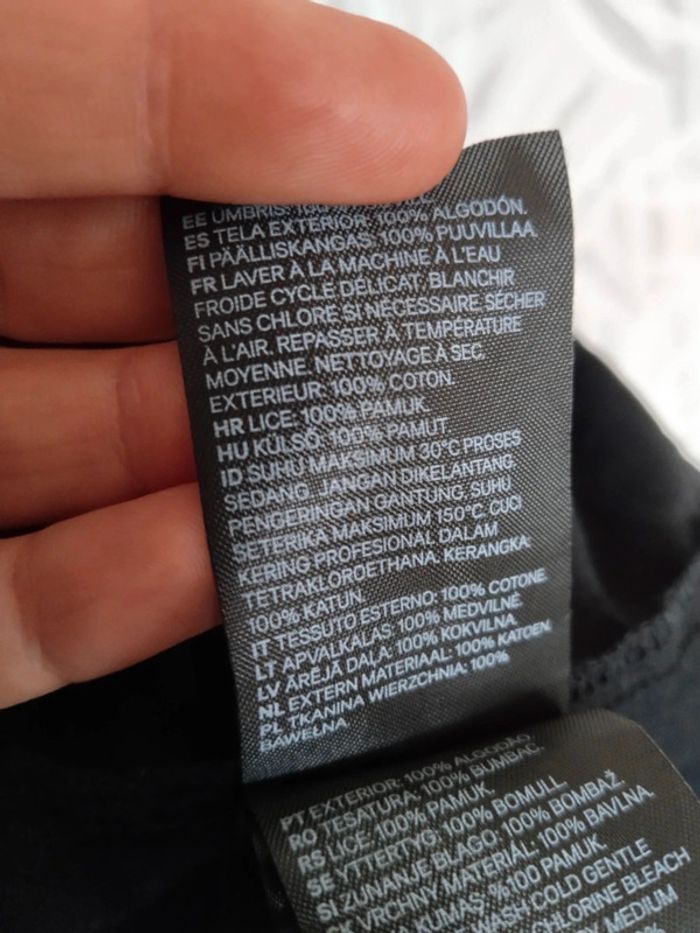 EE UMBRIS:
ES TELA EXTERIOR: 100% ALGODÓN.
FI PÄÄLLISKANGAS: 100% PUUVILLAA.
FR LAVER À LA MACHINE À L'EAU
FROIDE CYCLE DÉLICAT. BLANCHIR
SANS CHLORE SI NÉCESSAIRE. SÉCHER
À L'AIR. REPASSER À TEMPÉRATURE
MOYENNE. NETTOYAGE À SEC.
EXTERIEUR: 100% COTON.
HR LICE: 100% PAMUK.
HU KÜLSŐ: 100% PAMUT.
ID SUHU MAKSIMUM 30°C PROSES
SEDANG. JANGAN DIKELANTANG.
PENGERINGAN GANTUNG. SUHU
SETERIKA MAKSIMUM 150°C. CUCI
KERING PROFESIONAL DALAM
TETRAKLOROETHANA. KERANGKA:
100% KATUN.
IT TESSUTO ESTERNO: 100% COTONE.
LT APVALKALAS: 100% MEDVILNĖ.
LV ĀRĒJĀ DAĻA: 100% KOKVILNA.
NL EXTERN MATERIAAL: 100% KATOEN.
PL TKANINA WIERZCHNIA: 100%
BAWEŁNA.
PT EXTERIOR: 100% ALGODÃO.
RO TESATURA: 100% BUMBAC.
RS LICE: 100% PAMUK.
SE YTTERTYG: 100% BOMULL.
SI ZUNANJE BLAGO: 100% BOMBAŽ.
SK VRCHNÝ MATERIÁL: 100% BAVLNA.
KUMAŞ: %100 PAMUK.
WASH COLD GENTLE
CHLORINE BLEACH
MEDIUM